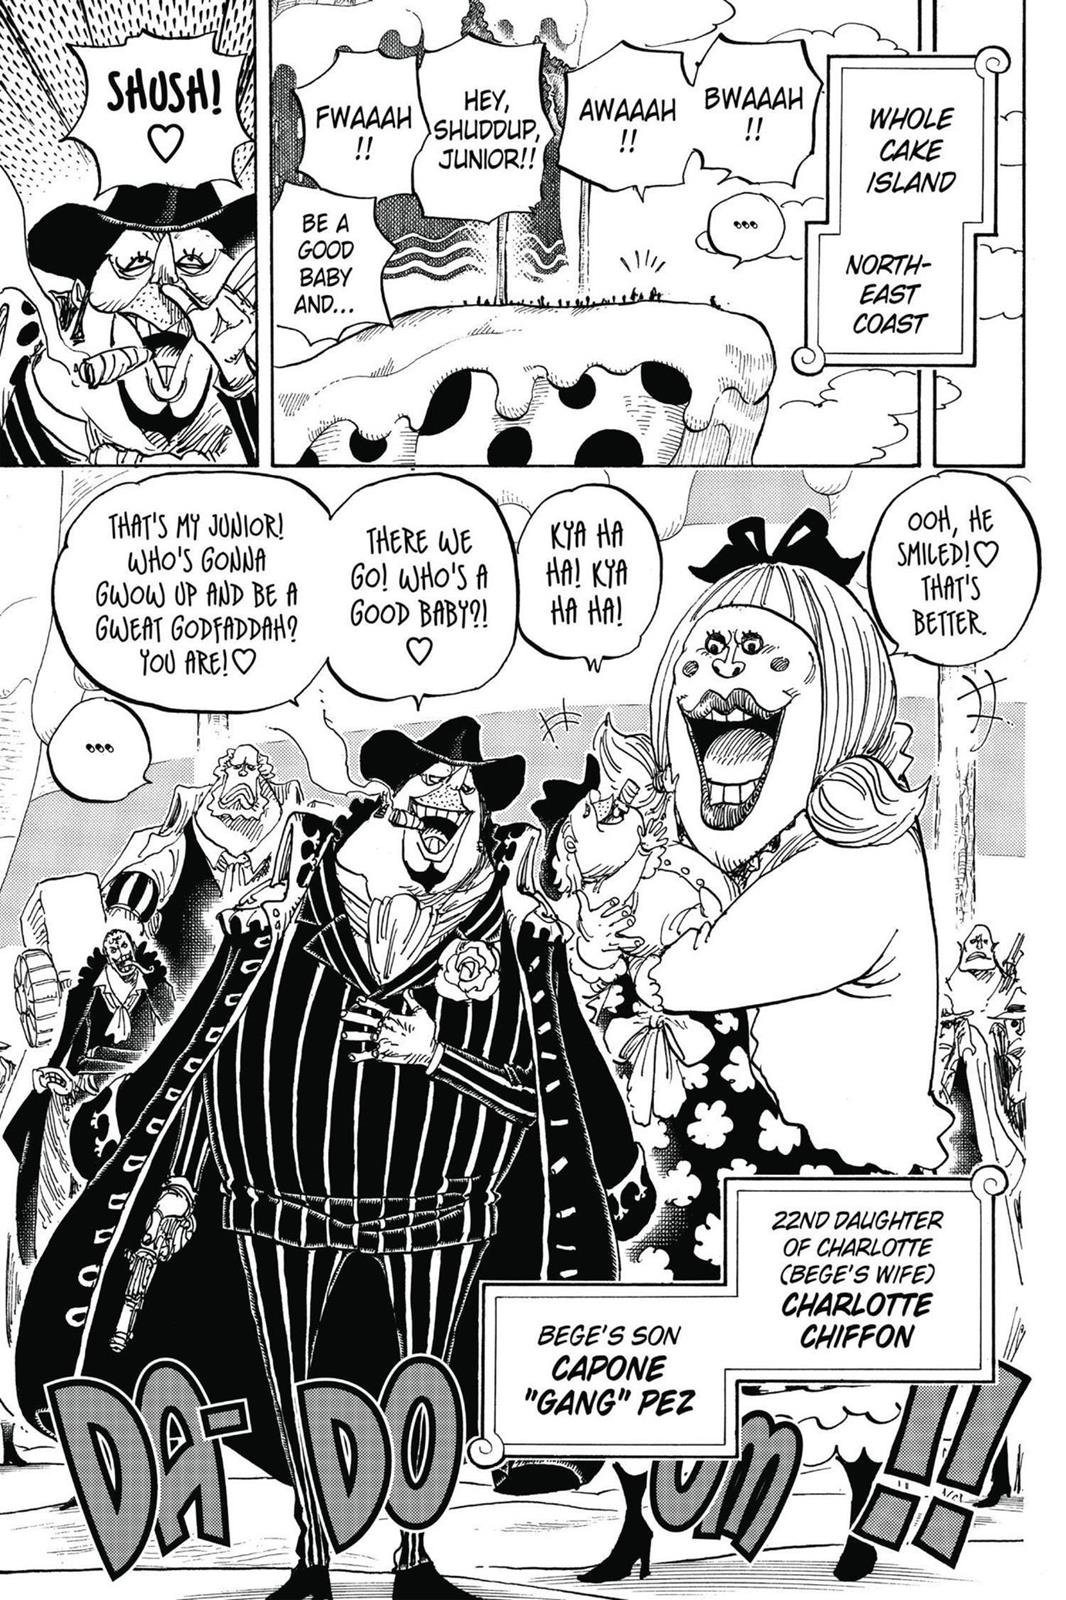 WHOLE
CAKE
ISLAND
NORTH-
EAST
COAST
BWAAAH
!!
AWAAAH
!!
HEY,
SHUDDUP,
JUNIOR!!
FWAAAH
!!
BE A
GOOD
BABY
AND...
...
SHUSH!
♡
OOH, HE
SMILED!♡
THAT'S
BETTER.
KYA HA
HA! KYA
HA HA!
THERE WE
GO! WHO'S A
GOOD BABY?!
♡
THAT'S MY JUNIOR!
WHO'S GONNA
GWOW UP AND BE A
GWEAT GODFADDAH?
YOU ARE!♡
...
22ND DAUGHTER
OF CHARLOTTE
(BEGE'S WIFE)
CHARLOTTE
CHIFFON
BEGE'S SON
CAPONE
"GANG" PEZ
DA-DOOM!!